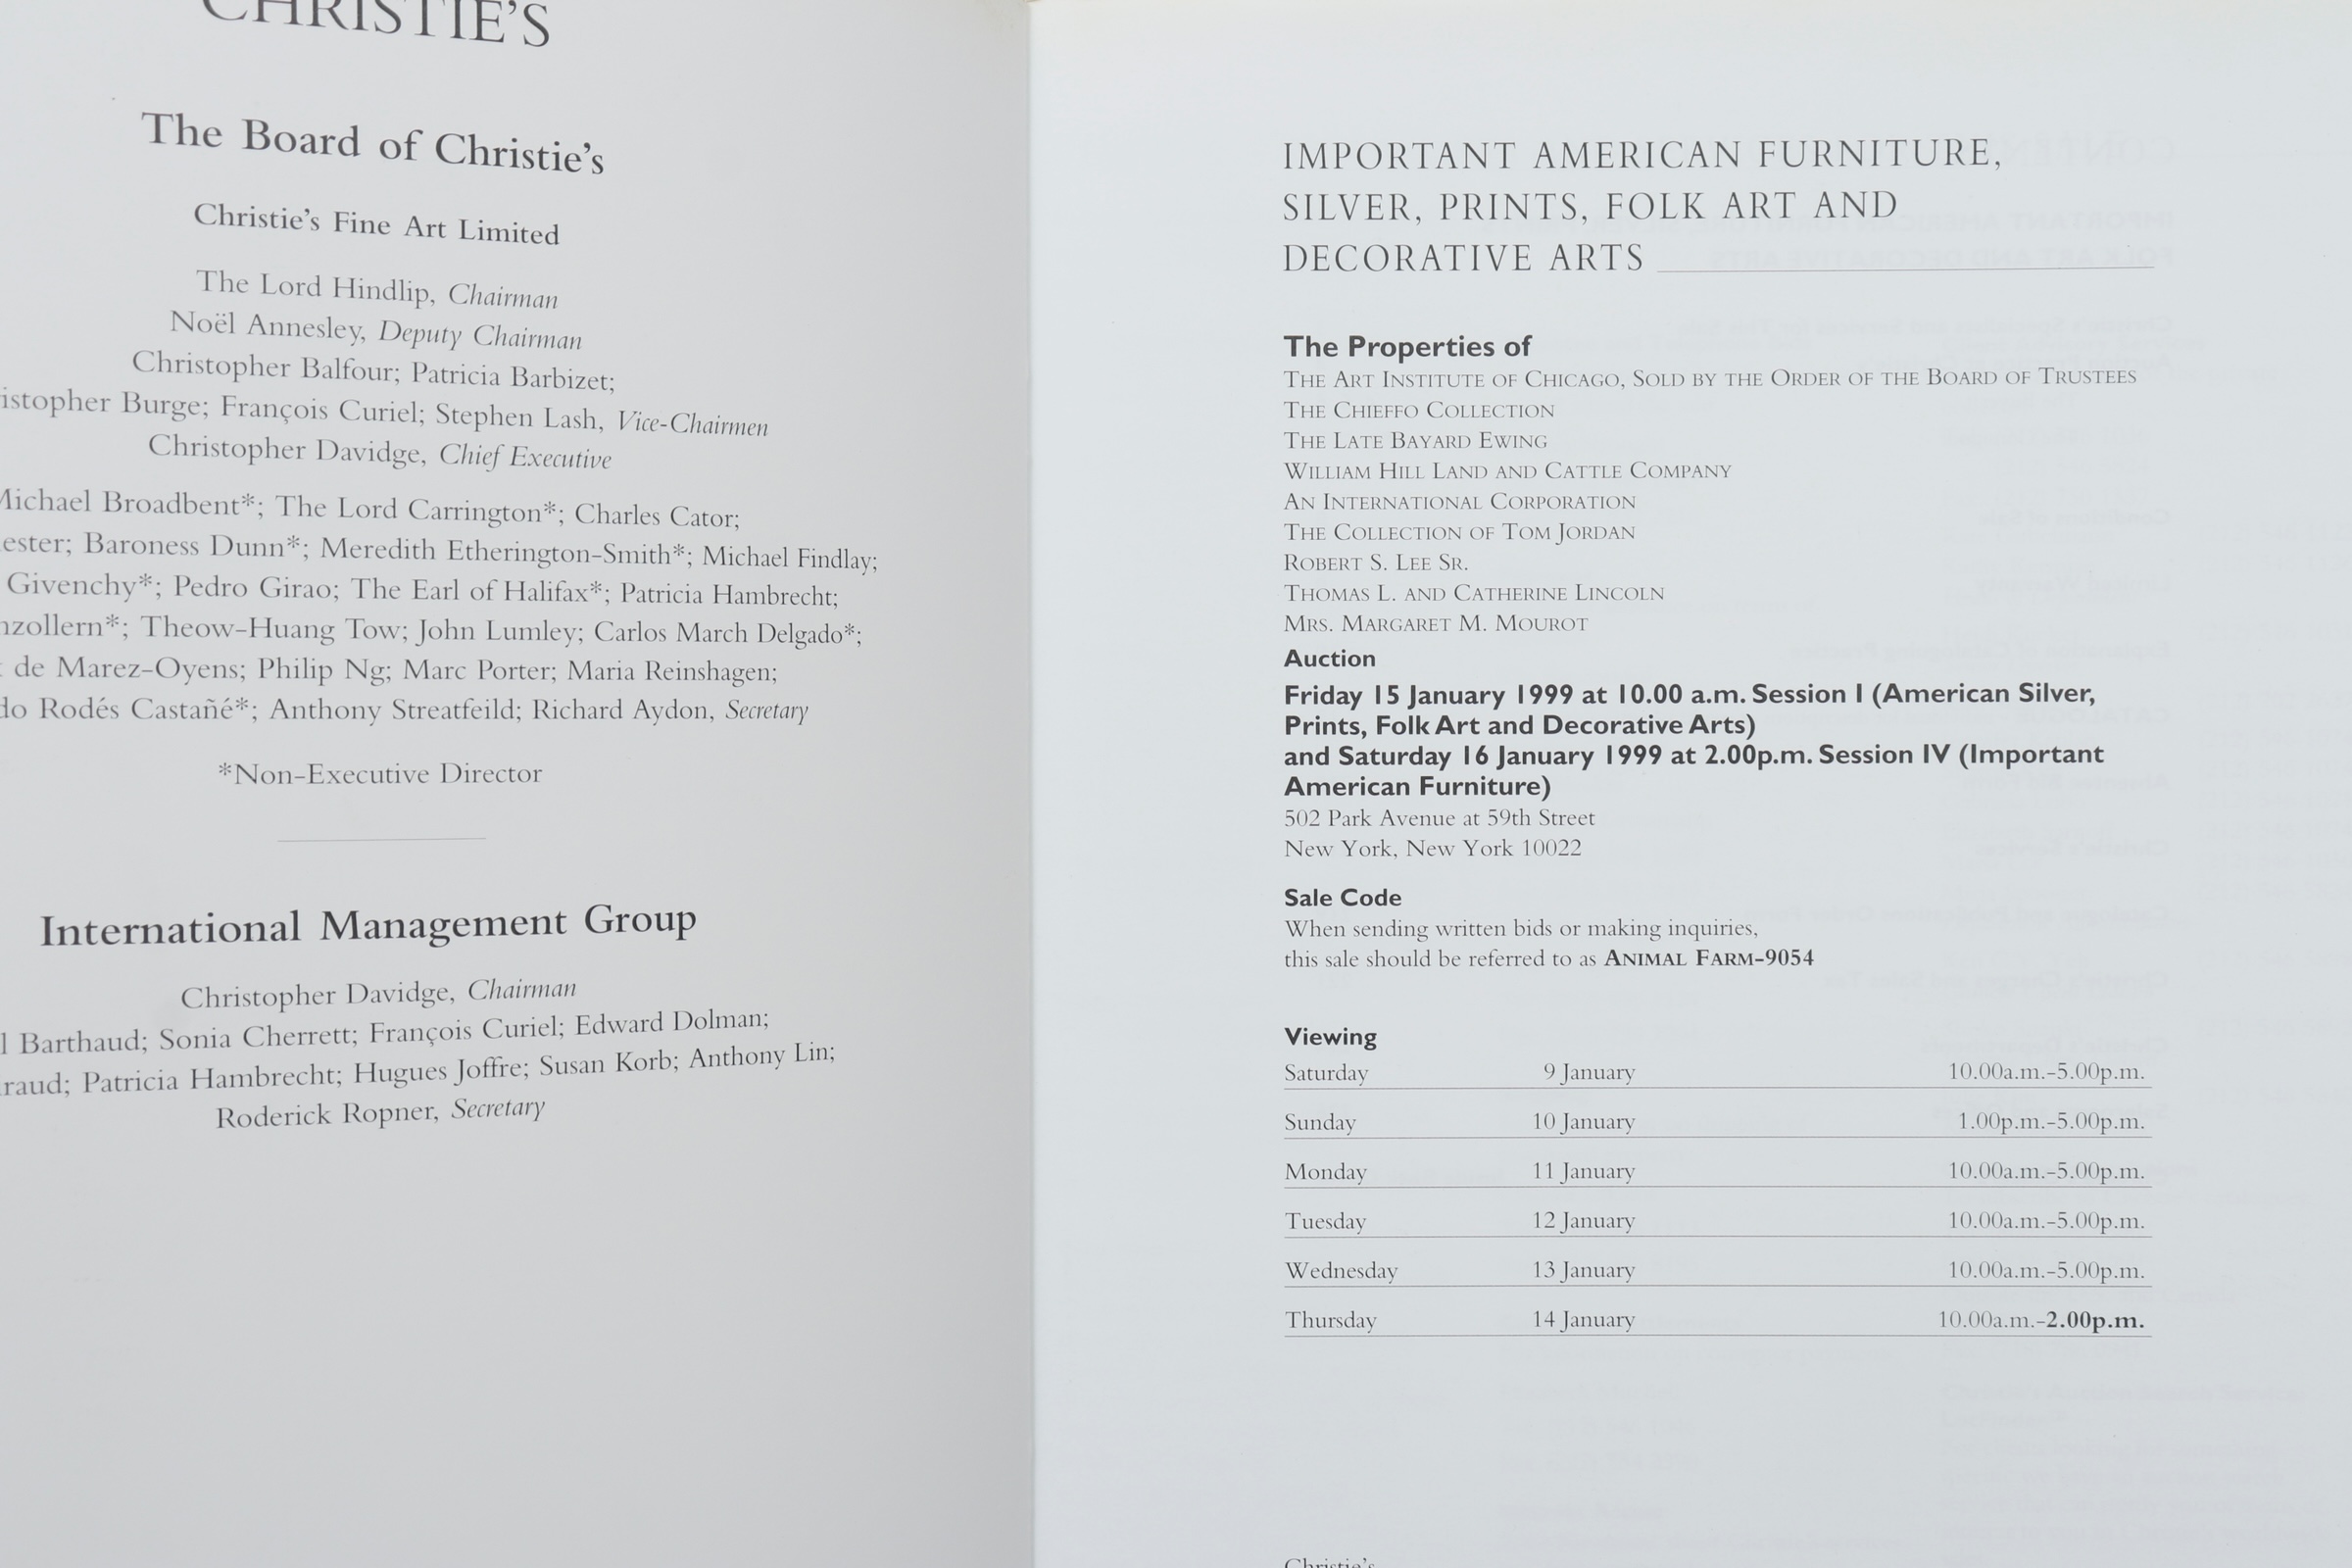 CHRISTIE'S
The Board of Christie's
Christie's Fine Art Limited
The Lord Hindlip, Chairman
Noël Annesley, Deputy Chairman
Christopher Balfour; Patricia Barbizet;
istopher Burge; François Curiel; Stephen Lash, Vice-Chairmen
Christopher Davidge, Chief Executive
Michael Broadbent*; The Lord Carrington*; Charles Cator;
ester; Baroness Dunn*; Meredith Etherington-Smith*; Michael Findlay;
Givenchy*; Pedro Girao; The Earl of Halifax*; Patricia Hambrecht;
nzollern*; Theow-Huang Tow; John Lumley; Carlos March Delgado*;
de Marez-Oyens; Philip Ng; Marc Porter; Maria Reinshagen;
do Rodés Castañé*; Anthony Streatfeild; Richard Aydon, Secretary
*Non-Executive Director
International Management Group
Christopher Davidge, Chairman
l Barthaud; Sonia Cherrett; François Curiel; Edward Dolman;
raud; Patricia Hambrecht; Hugues Joffre; Susan Korb; Anthony Lin;
Roderick Ropner, Secretary
IMPORTANT AMERICAN FURNITURE,
SILVER, PRINTS, FOLK ART AND
DECORATIVE ARTS
The Properties of
THE ART INSTITUTE OF CHICAGO, SOLD BY THE ORDER OF THE BOARD OF TRUSTEES
THE CHIEFFO COLLECTION
THE LATE BAYARD EWING
WILLIAM HILL LAND AND CATTLE COMPANY
AN INTERNATIONAL CORPORATION
THE COLLECTION OF TOM JORDAN
ROBERT S. LEE SR.
THOMAS L. AND CATHERINE LINCOLN
MRS. MARGARET M. MOUROT
Auction
Friday 15 January 1999 at 10.00 a.m. Session I (American Silver,
Prints, Folk Art and Decorative Arts)
and Saturday 16 January 1999 at 2.00p.m. Session IV (Important
American Furniture)
502 Park Avenue at 59th Street
New York, New York 10022
Sale Code
When sending written bids or making inquiries,
this sale should be referred to as ANIMAL FARM-9054
Viewing
Saturday 9 January 10.00a.m.-5.00p.m.
Sunday 10 January 1.00p.m.-5.00p.m.
Monday 11 January 10.00a.m.-5.00p.m.
Tuesday 12 January 10.00a.m.-5.00p.m.
Wednesday 13 January 10.00a.m.-5.00p.m.
Thursday 14 January 10.00a.m.-2.00p.m.
Christie's